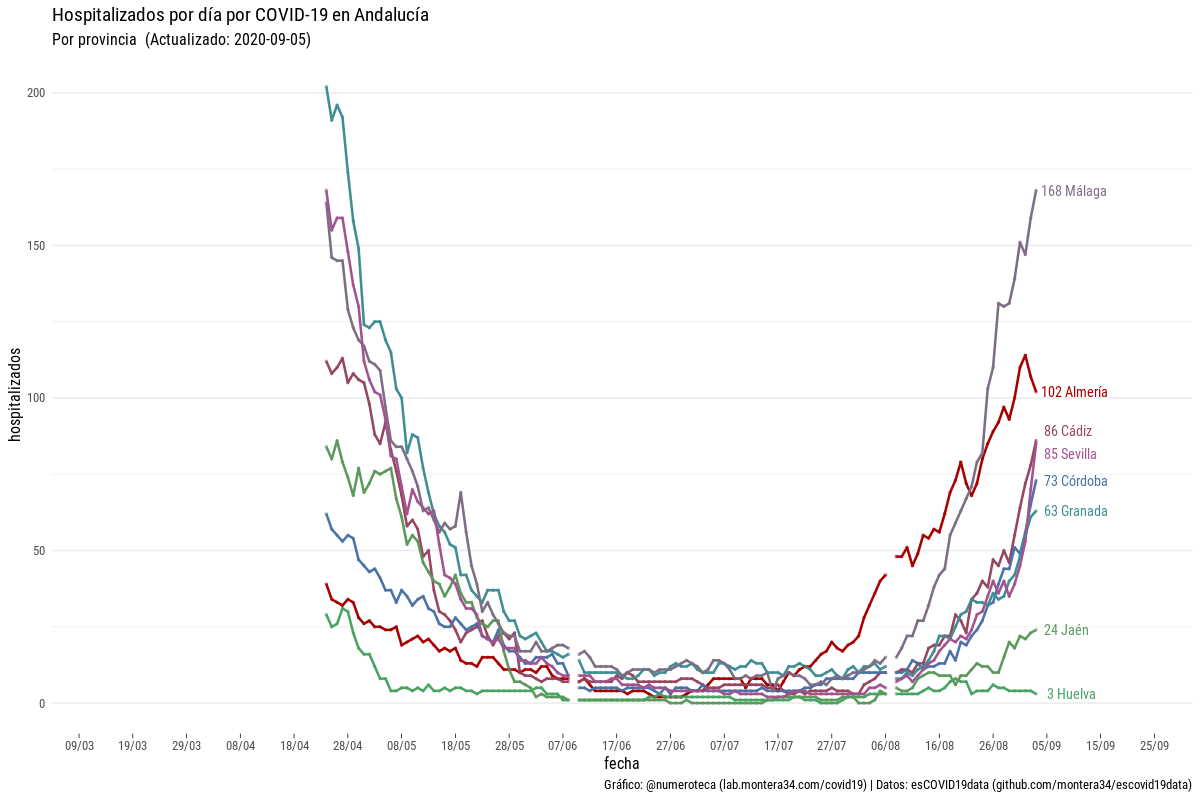 Hospitalizados por día por COVID-19 en Andalucía
Por provincia  (Actualizado: 2020-09-05)
hospitalizados
200
150
100
50
0
168 Málaga
102 Almería
86 Cádiz
85 Sevilla
73 Córdoba
63 Granada
24 Jaén
3 Huelva
09/03 19/03 29/03 08/04 18/04 28/04 08/05 18/05 28/05 07/06 17/06 27/06 07/07 17/07 27/07 06/08 16/08 26/08 05/09 15/09 25/09
fecha
Gráfico: @numeroteca (lab.montera34.com/covid19) | Datos: esCOVID19data (github.com/montera34/escovid19data)